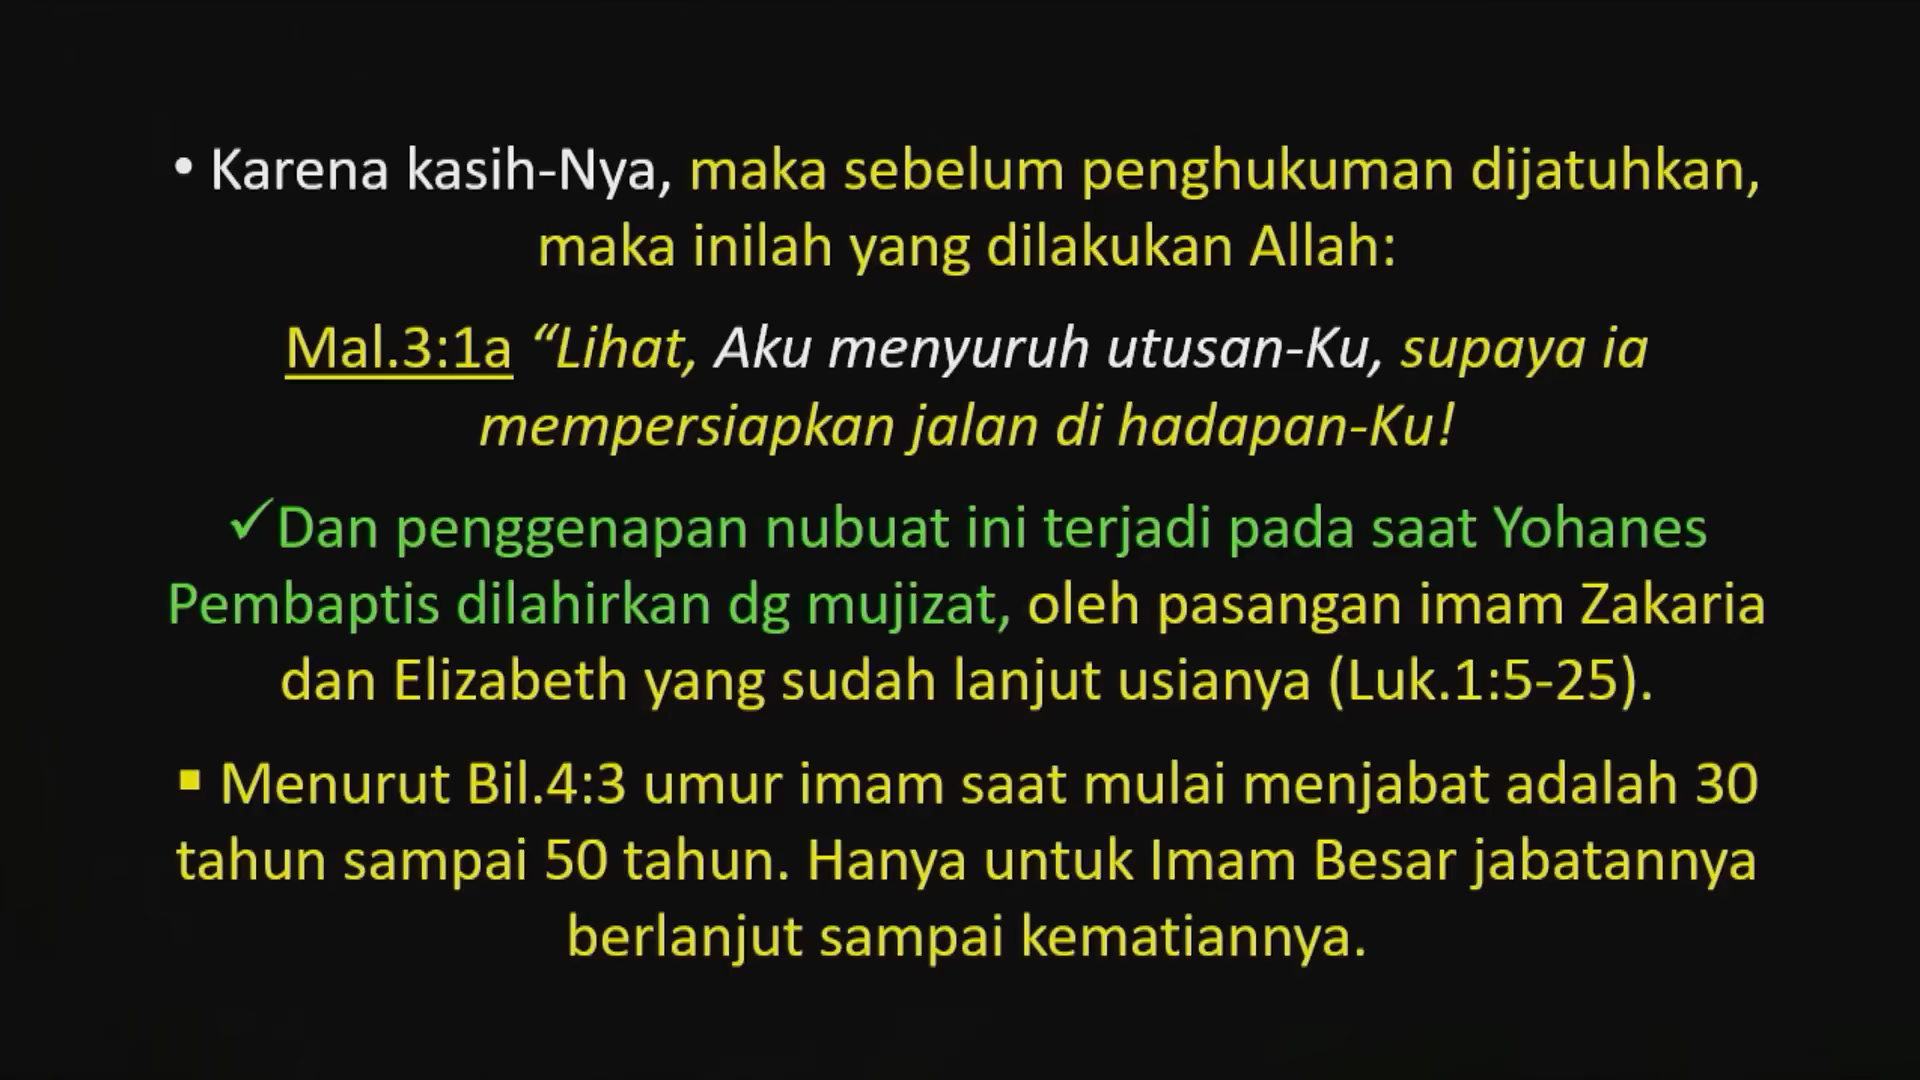 • Karena kasih-Nya, maka sebelum penghukuman dijatuhkan,
maka inilah yang dilakukan Allah:
Mal.3:1a “Lihat, Aku menyuruh utusan-Ku, supaya ia
mempersiapkan jalan di hadapan-Ku!
✓Dan penggenapan nubuat ini terjadi pada saat Yohanes
Pembaptis dilahirkan dg mujizat, oleh pasangan imam Zakaria
dan Elizabeth yang sudah lanjut usianya (Luk.1:5-25).
▪ Menurut Bil.4:3 umur imam saat mulai menjabat adalah 30
tahun sampai 50 tahun. Hanya untuk Imam Besar jabatannya
berlanjut sampai kematiannya.